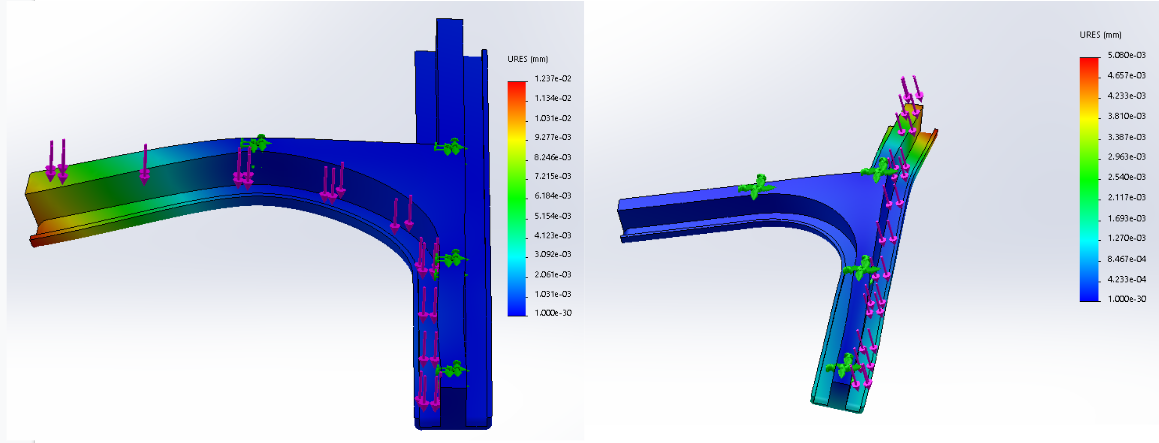 URES (mm)
1.237e-02
1.134e-02
1.031e-02
9.277e-03
8.246e-03
7.215e-03
6.184e-03
5.154e-03
4.123e-03
3.092e-03
2.061e-03
1.031e-03
1.000e-30
URES (mm)
5.080e-03
4.657e-03
4.233e-03
3.810e-03
3.387e-03
2.963e-03
2.540e-03
2.117e-03
1.693e-03
1.270e-03
8.467e-04
4.233e-04
1.000e-30